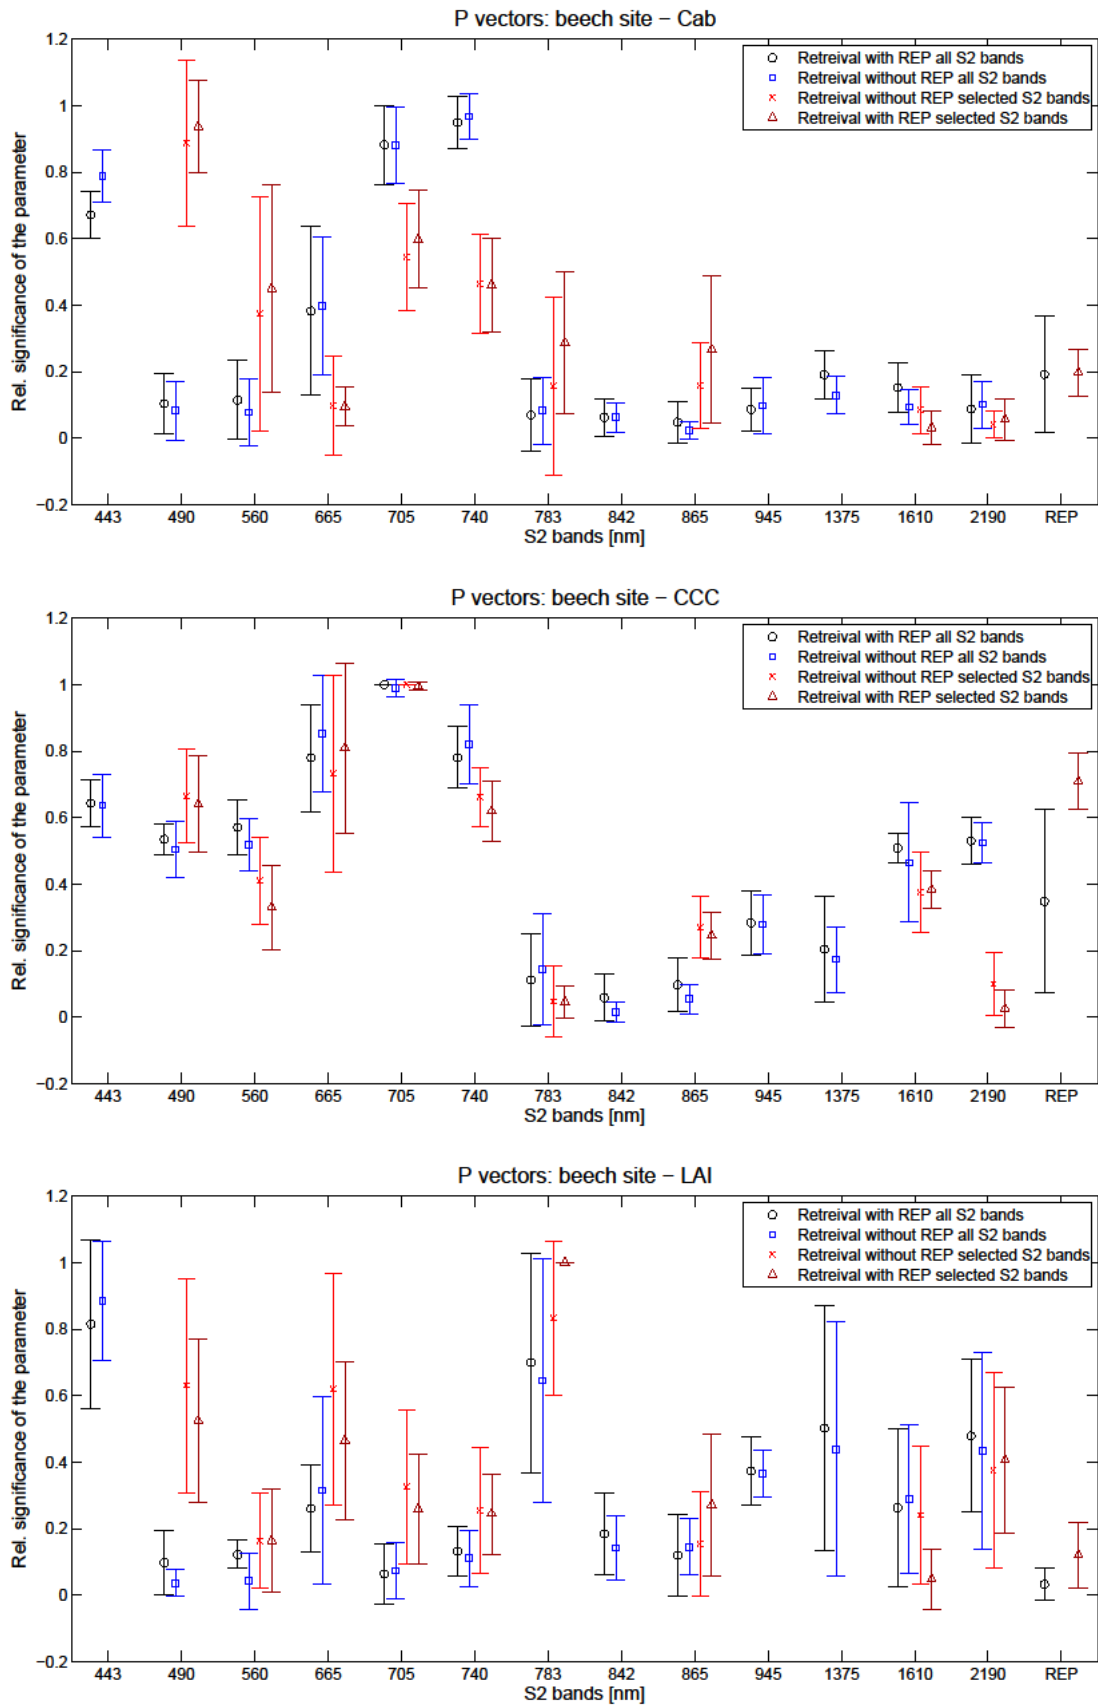 P vectors: beech site − Cab
Rel. significance of the parameter
1.2
1
0.8
0.6
0.4
0.2
0
−0.2
Retreival with REP all S2 bands
Retreival without REP all S2 bands
Retreival without REP selected S2 bands
Retreival with REP selected S2 bands
443 490 560 665 705 740 783 842 865 945 1375 1610 2190 REP
S2 bands [nm]
P vectors: beech site − CCC
Rel. significance of the parameter
1.2
1
0.8
0.6
0.4
0.2
0
−0.2
Retreival with REP all S2 bands
Retreival without REP all S2 bands
Retreival without REP selected S2 bands
Retreival with REP selected S2 bands
443 490 560 665 705 740 783 842 865 945 1375 1610 2190 REP
S2 bands [nm]
P vectors: beech site − LAI
Rel. significance of the parameter
1.2
1
0.8
0.6
0.4
0.2
0
−0.2
Retreival with REP all S2 bands
Retreival without REP all S2 bands
Retreival without REP selected S2 bands
Retreival with REP selected S2 bands
443 490 560 665 705 740 783 842 865 945 1375 1610 2190 REP
S2 bands [nm]